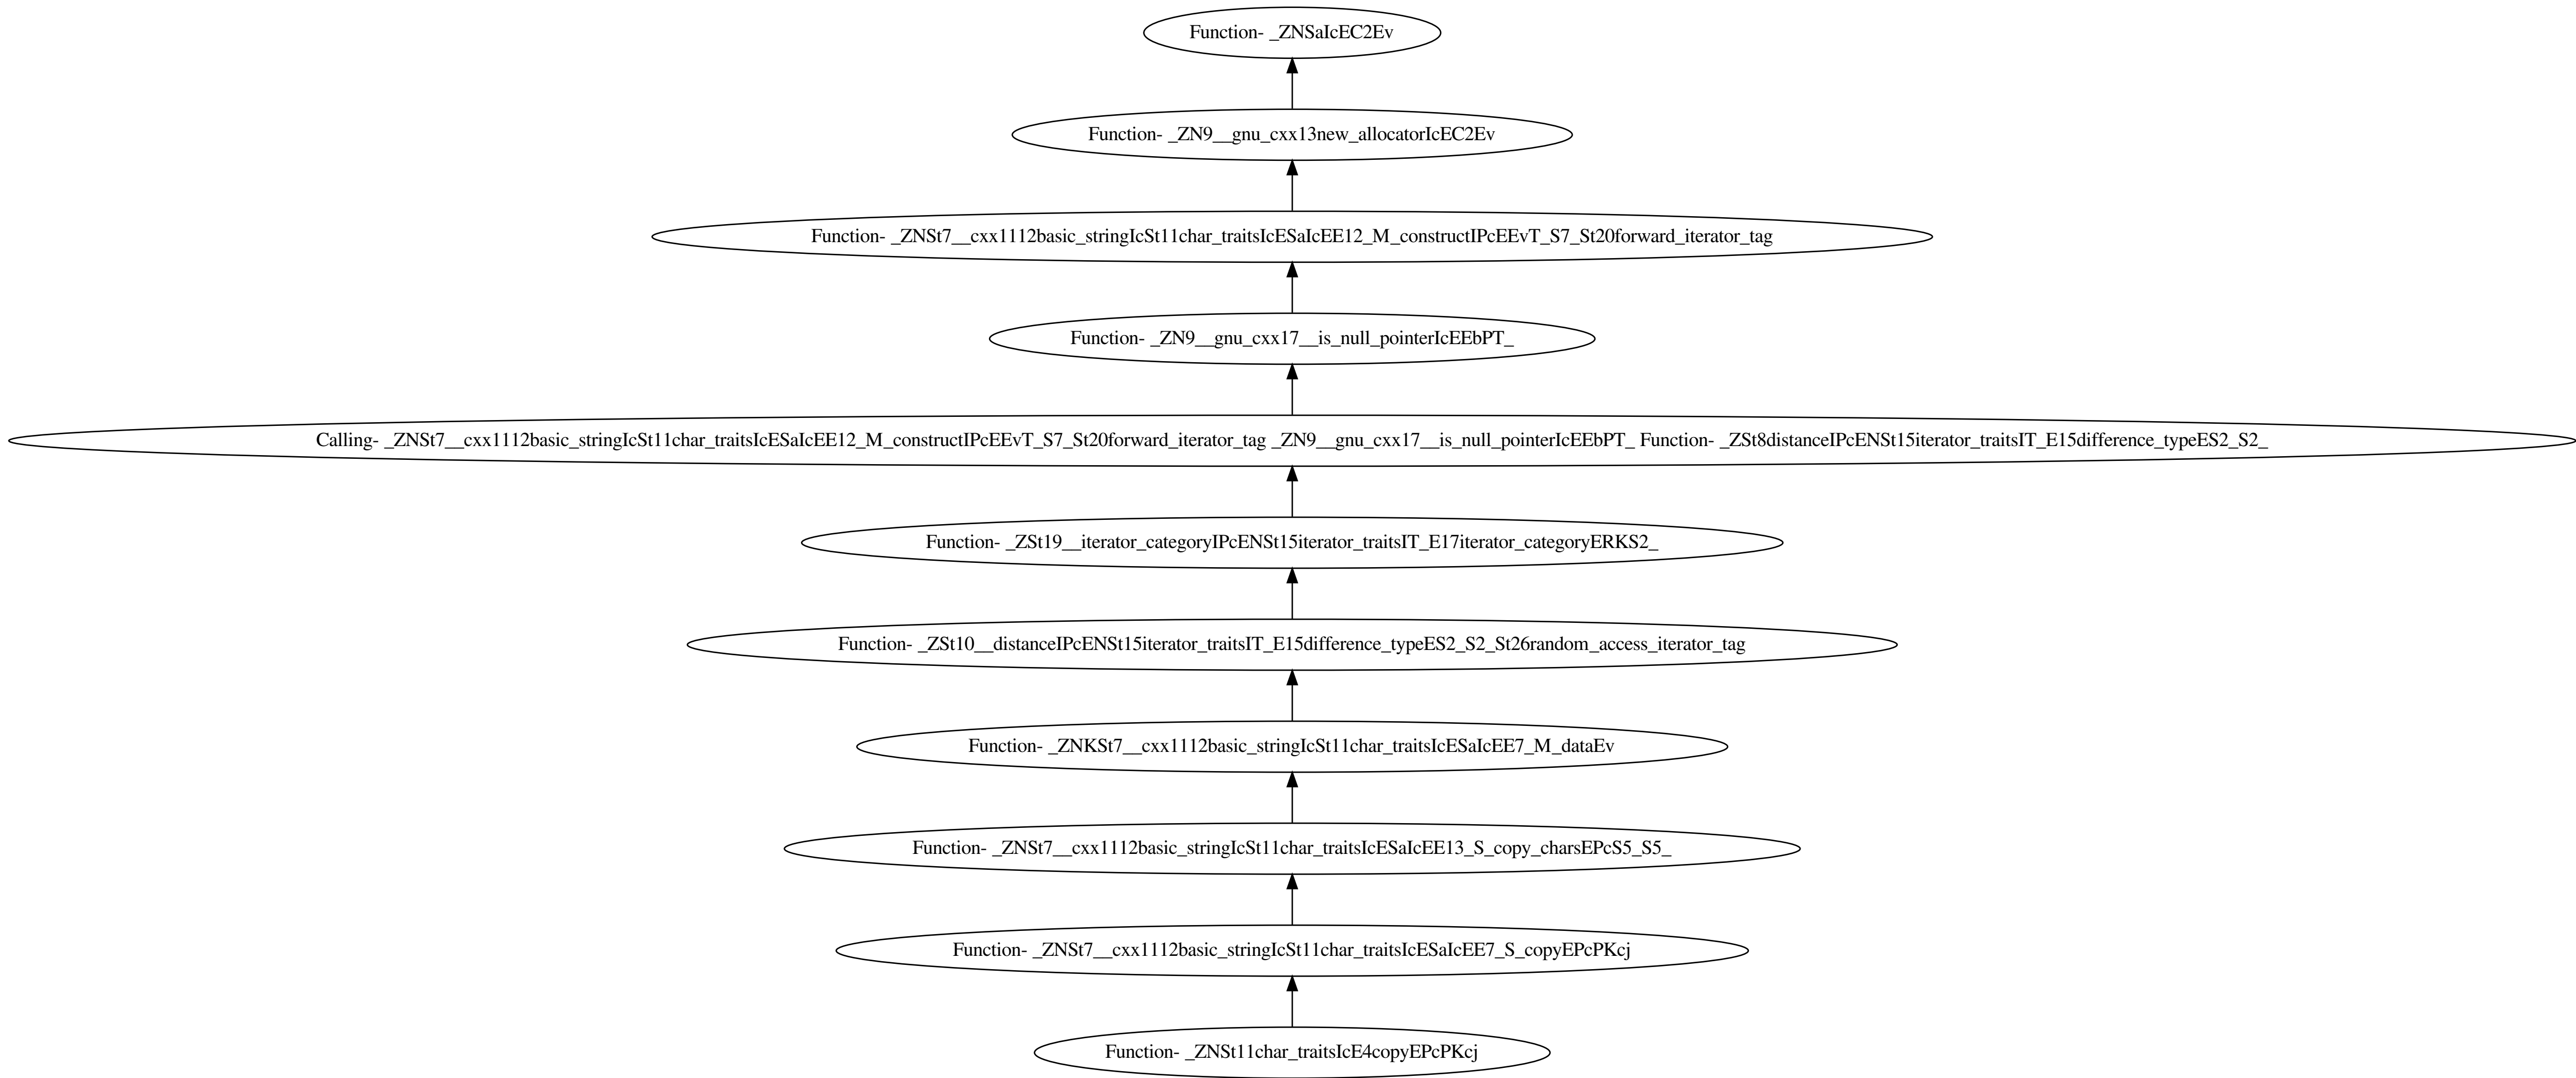 Function- _ZNSaIcEC2Ev
Function- _ZN9__gnu_cxx13new_allocatorIcEC2Ev
Function- _ZNSt7__cxx1112basic_stringIcSt11char_traitsIcESaIcEE12_M_constructIPcEEvT_S7_St20forward_iterator_tag
Function- _ZN9__gnu_cxx17__is_null_pointerIcEEbPT_
Calling- _ZNSt7__cxx1112basic_stringIcSt11char_traitsIcESaIcEE12_M_constructIPcEEvT_S7_St20forward_iterator_tag _ZN9__gnu_cxx17__is_null_pointerIcEEbPT_ Function- _ZSt8distanceIPcENSt15iterator_traitsIT_E15difference_typeES2_S2_
Function- _ZSt19__iterator_categoryIPcENSt15iterator_traitsIT_E17iterator_categoryERKS2_
Function- _ZSt10__distanceIPcENSt15iterator_traitsIT_E15difference_typeES2_S2_St26random_access_iterator_tag
Function- _ZNKSt7__cxx1112basic_stringIcSt11char_traitsIcESaIcEE7_M_dataEv
Function- _ZNSt7__cxx1112basic_stringIcSt11char_traitsIcESaIcEE13_S_copy_charsEPcS5_S5_
Function- _ZNSt7__cxx1112basic_stringIcSt11char_traitsIcESaIcEE7_S_copyEPcPKcj
Function- _ZNSt11char_traitsIcE4copyEPcPKcj